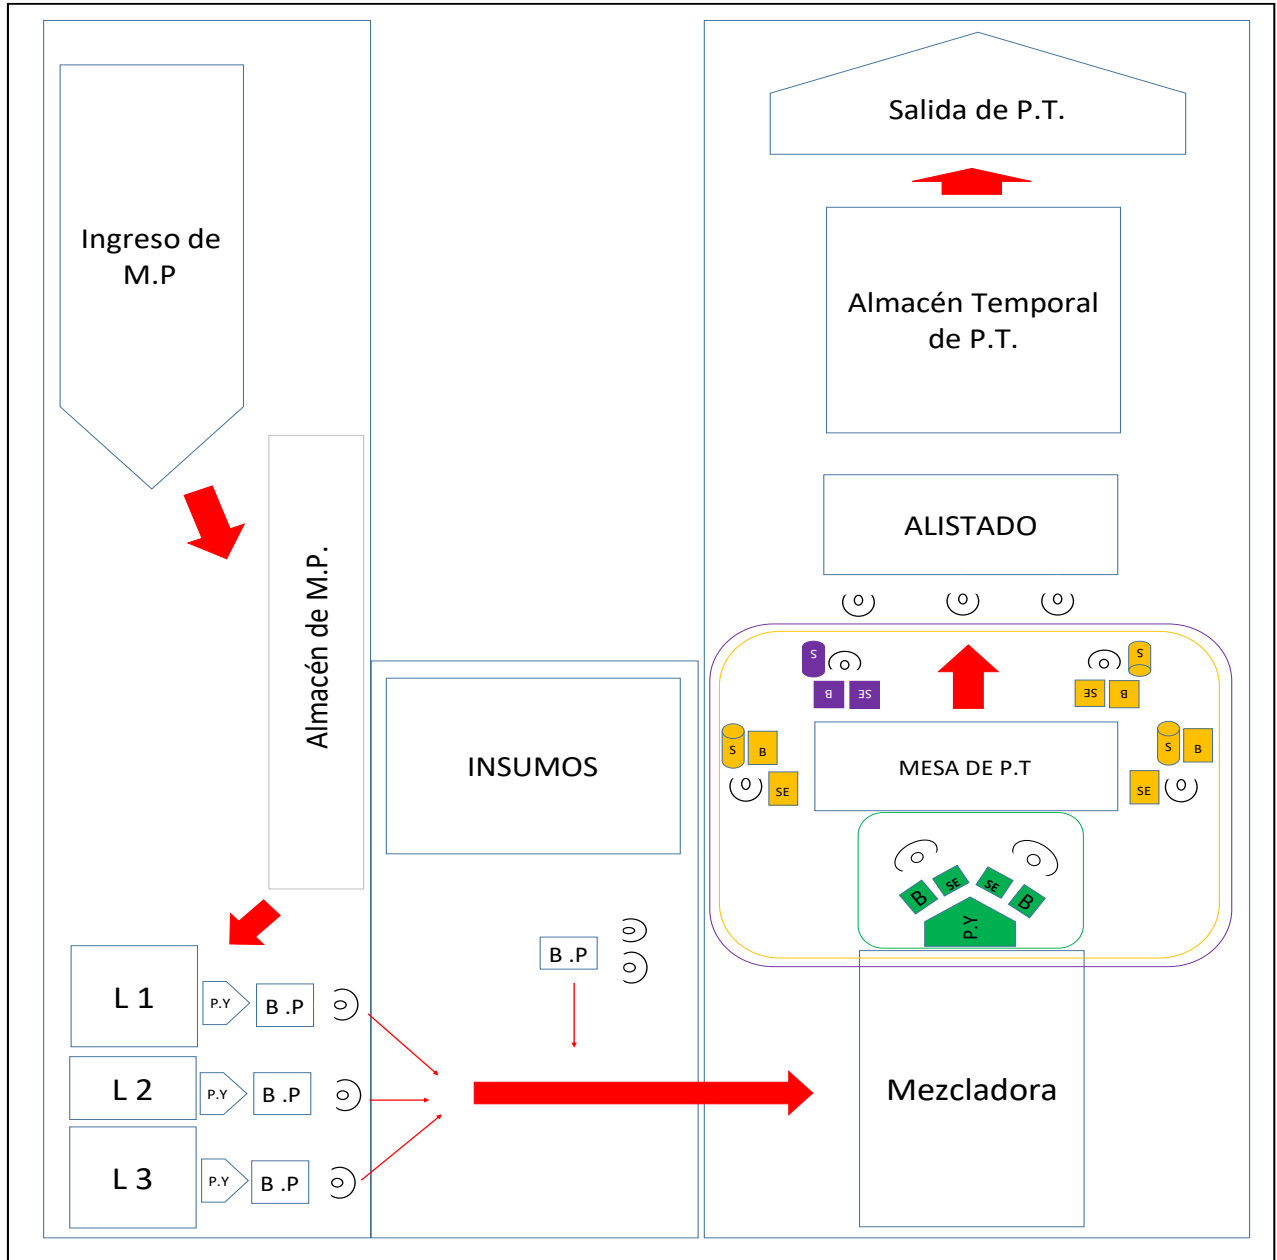 Ingreso de
M.P
Almacén de M.P.
L 1
P.Y
B .P
L 2
P.Y
B .P
L 3
P.Y
B .P
INSUMOS
B .P
Salida de P.T.
Almacén Temporal
de P.T.
ALISTADO
S
B
SE
S
SE
B
S
B
SE
MESA DE P.T
S
B
SE
B
SE
SE
B
P.Y
Mezcladora